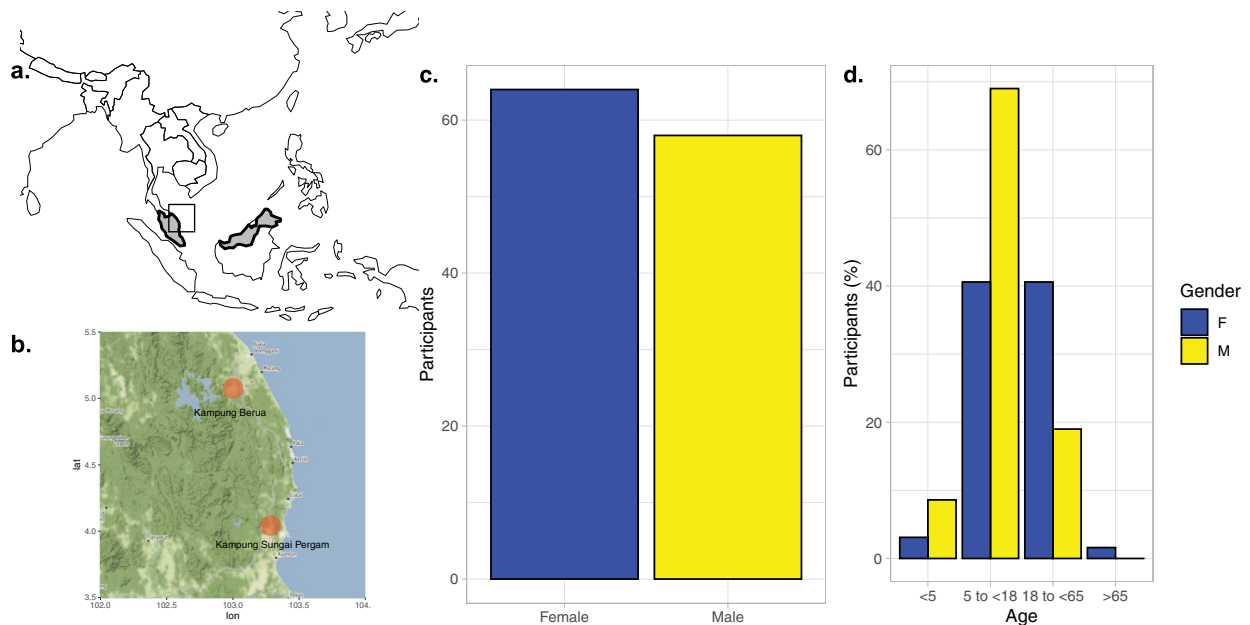 a.
b.
5.5
5.0
4.5
4.0
3.5
lat
102.0
102.5
103.0
103.5
104.
lon
Kampung Berua
Kampung Sungai Pergam
c.
Participants
60
40
20
0
Female
Male
d.
Participants (%)
60
40
20
0
<5
5 to <18
18 to <65
>65
Age
Gender
F
M